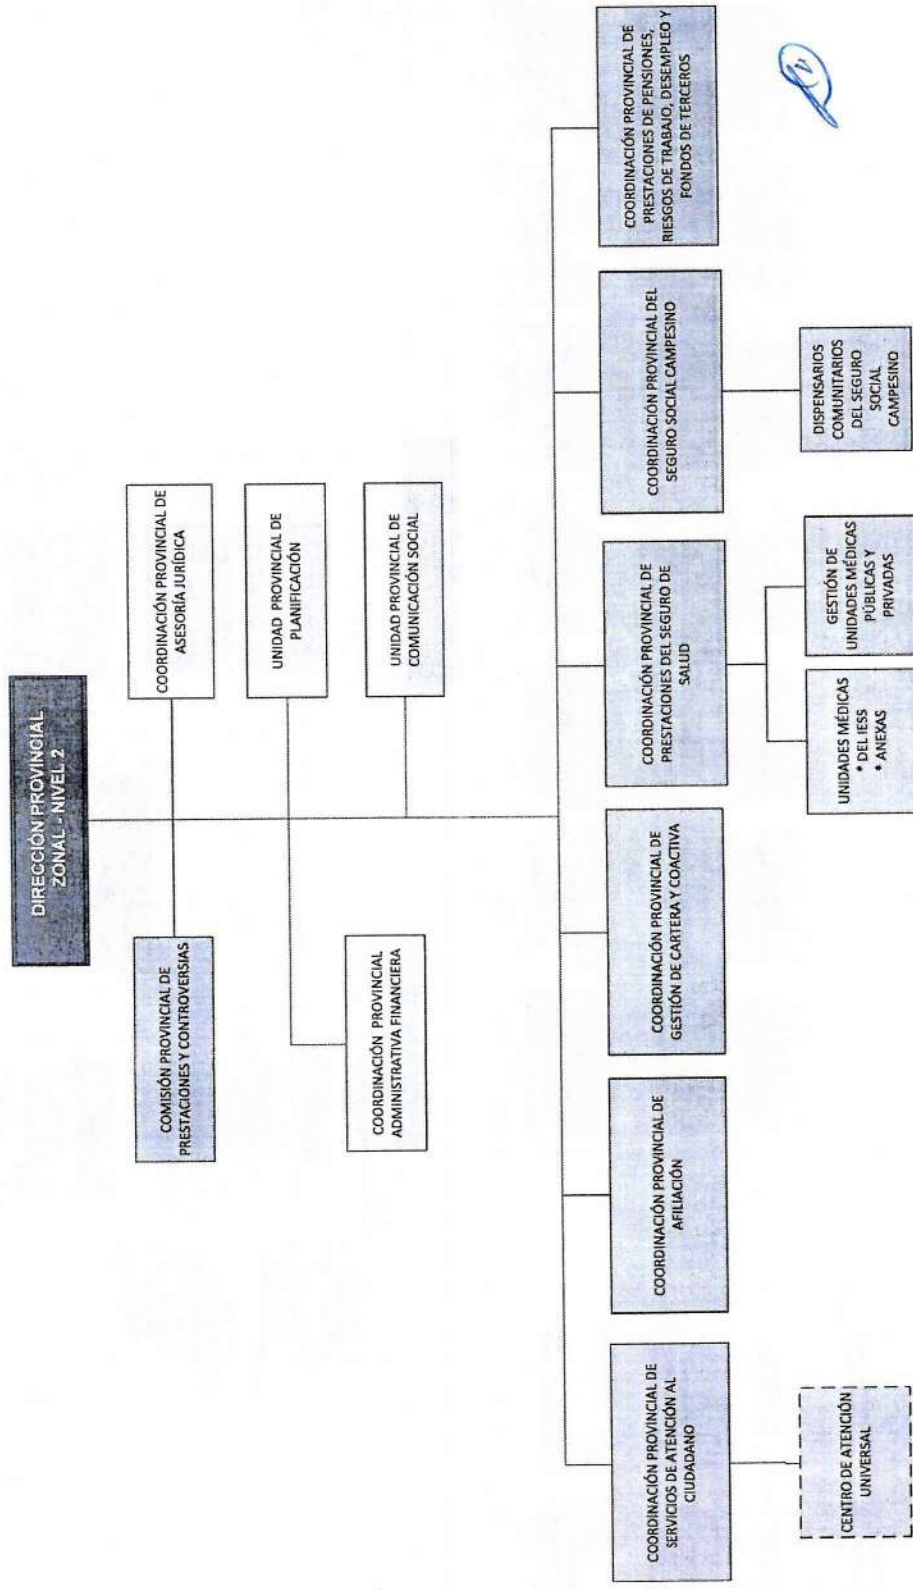 DIRECCIÓN PROVINCIAL
ZONAL - NIVEL 2
COMISIÓN PROVINCIAL DE
PRESTACIONES Y CONTROVERSIAS
COORDINACIÓN PROVINCIAL DE
ASESORÍA JURÍDICA
UNIDAD PROVINCIAL DE
PLANIFICACIÓN
COORDINACIÓN PROVINCIAL
ADMINISTRATIVA FINANCIERA
UNIDAD PROVINCIAL DE
COMUNICACIÓN SOCIAL
COORDINACIÓN PROVINCIAL DE
SERVICIOS DE ATENCIÓN AL
CIUDADANO
COORDINACIÓN PROVINCIAL DE
AFILIACIÓN
COORDINACIÓN PROVINCIAL DE
GESTIÓN DE CARTERA Y COACTIVA
COORDINACIÓN PROVINCIAL DE
PRESTACIONES DEL SEGURO DE
SALUD
COORDINACIÓN PROVINCIAL DEL
SEGURO SOCIAL CAMPESINO
COORDINACIÓN PROVINCIAL DE
PRESTACIONES DE PENSIONES,
RIESGOS DE TRABAJO, DESEMPLEO Y
FONDOS DE TERCEROS
CENTRO DE ATENCIÓN
UNIVERSAL
UNIDADES MÉDICAS
* DEL IESS
* ANEXAS
GESTIÓN DE
UNIDADES MÉDICAS
PÚBLICAS Y
PRIVADAS
DISPENSARIOS
COMUNITARIOS
DEL SEGURO
SOCIAL
CAMPESINO